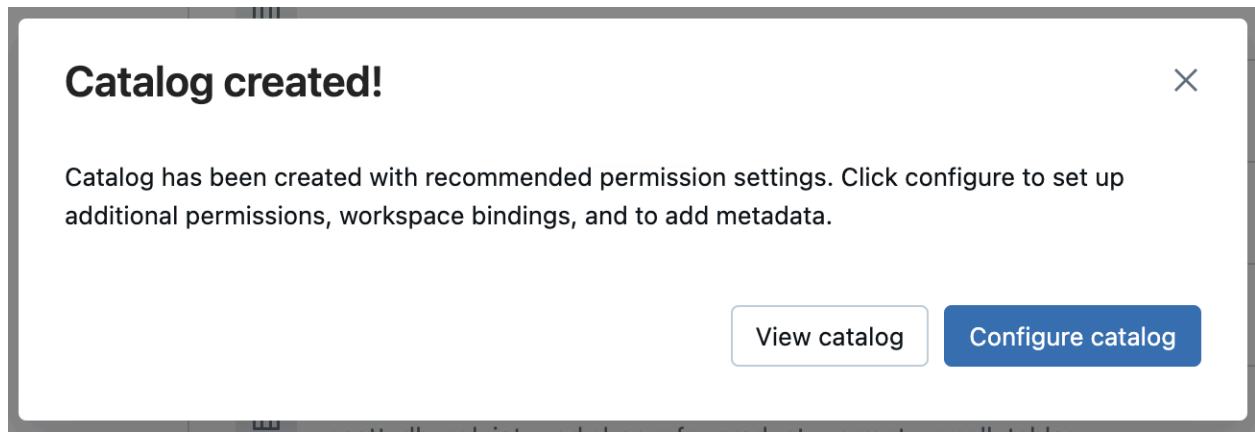 Catalog created!
Catalog has been created with recommended permission settings. Click configure to set up
additional permissions, workspace bindings, and to add metadata.
View catalog
Configure catalog